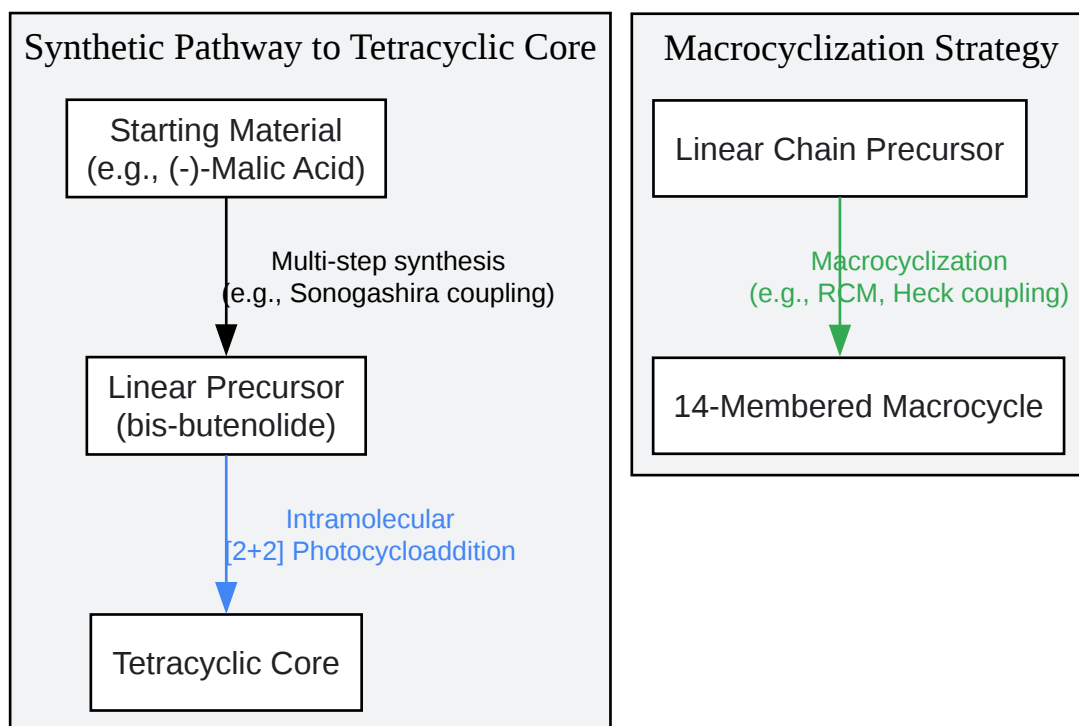 Synthetic Pathway to Tetracyclic Core
Starting Material
(e.g., (-)-Malic Acid)
Multi-step synthesis
(e.g., Sonogashira coupling)
Linear Precursor
(bis-butenolide)
Intramolecular
[2+2] Photocycloaddition
Tetracyclic Core
Macrocyclization Strategy
Linear Chain Precursor
Macrocyclization
(e.g., RCM, Heck coupling)
14-Membered Macrocycle